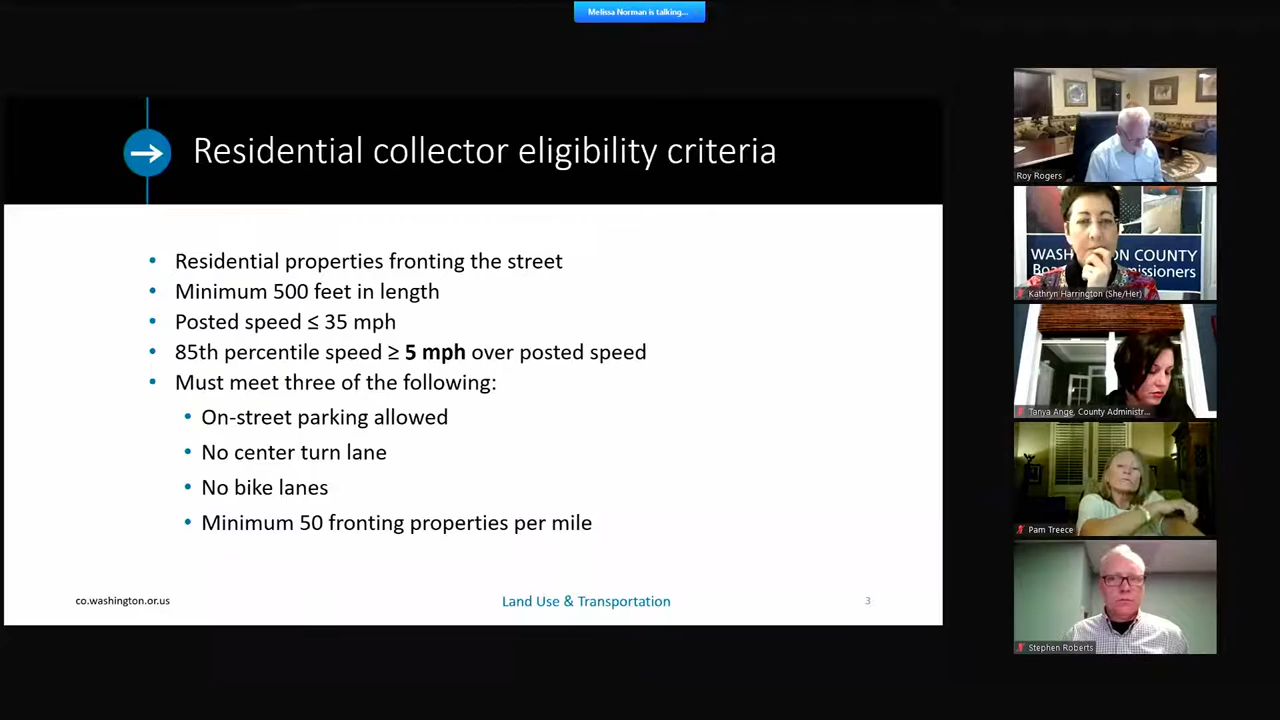 Melissa Norman is talking...
Residential collector eligibility criteria
Residential properties fronting the street
Minimum 500 feet in length
Posted speed ≤ 35 mph
85th percentile speed ≥ 5 mph over posted speed
Must meet three of the following:
On-street parking allowed
No center turn lane
No bike lanes
Minimum 50 fronting properties per mile
co.washington.or.us
Land Use & Transportation
3
Roy Rogers
WASH TON COUNTY
Boa missioners
Kathryn Harrington (She/Her)
Tanya Ange, County Administr...
Pam Treece
Stephen Roberts